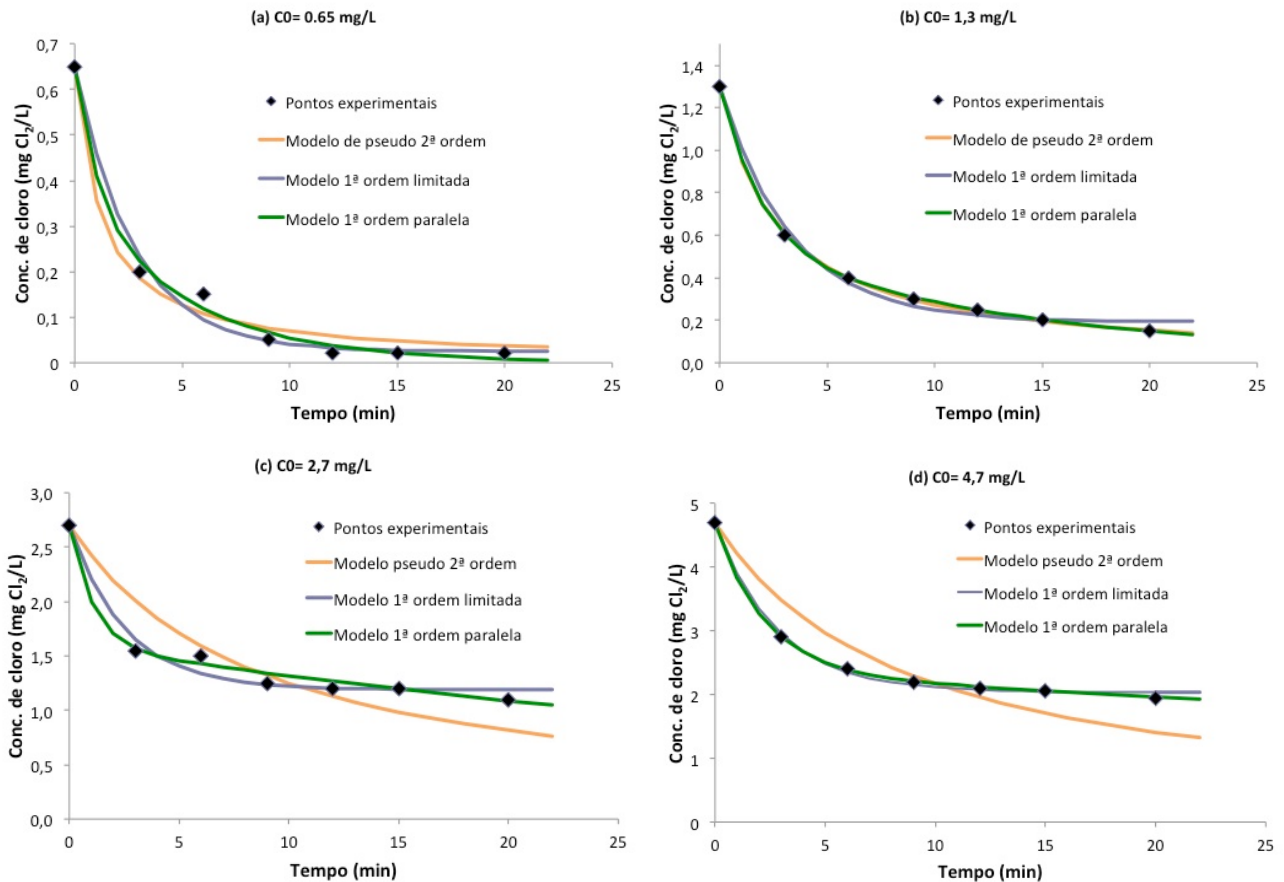 (a) C0= 0.65 mg/L
Conc. de cloro (mg Cl₂/L)
0,7
0,6
0,5
0,4
0,3
0,2
0,1
0
Pontos experimentais
Modelo de pseudo 2ª ordem
Modelo 1ª ordem limitada
Modelo 1ª ordem paralela
0 5 10 15 20 25
Tempo (min)
(b) C0= 1,3 mg/L
Conc. de cloro (mg Cl₂/L)
1,4
1,2
1,0
0,8
0,6
0,4
0,2
0,0
Pontos experimentais
Modelo de pseudo 2ª ordem
Modelo 1ª ordem limitada
Modelo 1ª ordem paralela
0 5 10 15 20 25
Tempo (min)
(c) C0= 2,7 mg/L
Conc. de cloro (mg Cl₂/L)
3,0
2,5
2,0
1,5
1,0
0,5
0,0
Pontos experimentais
Modelo pseudo 2ª ordem
Modelo 1ª ordem limitada
Modelo 1ª ordem paralela
0 5 10 15 20 25
Tempo (min)
(d) C0= 4,7 mg/L
Conc. de cloro (mg Cl₂/L)
5
4
3
2
1
0
Pontos experimentais
Modelo pseudo 2ª ordem
Modelo 1ª ordem limitada
Modelo 1ª ordem paralela
0 5 10 15 20 25
Tempo (min)